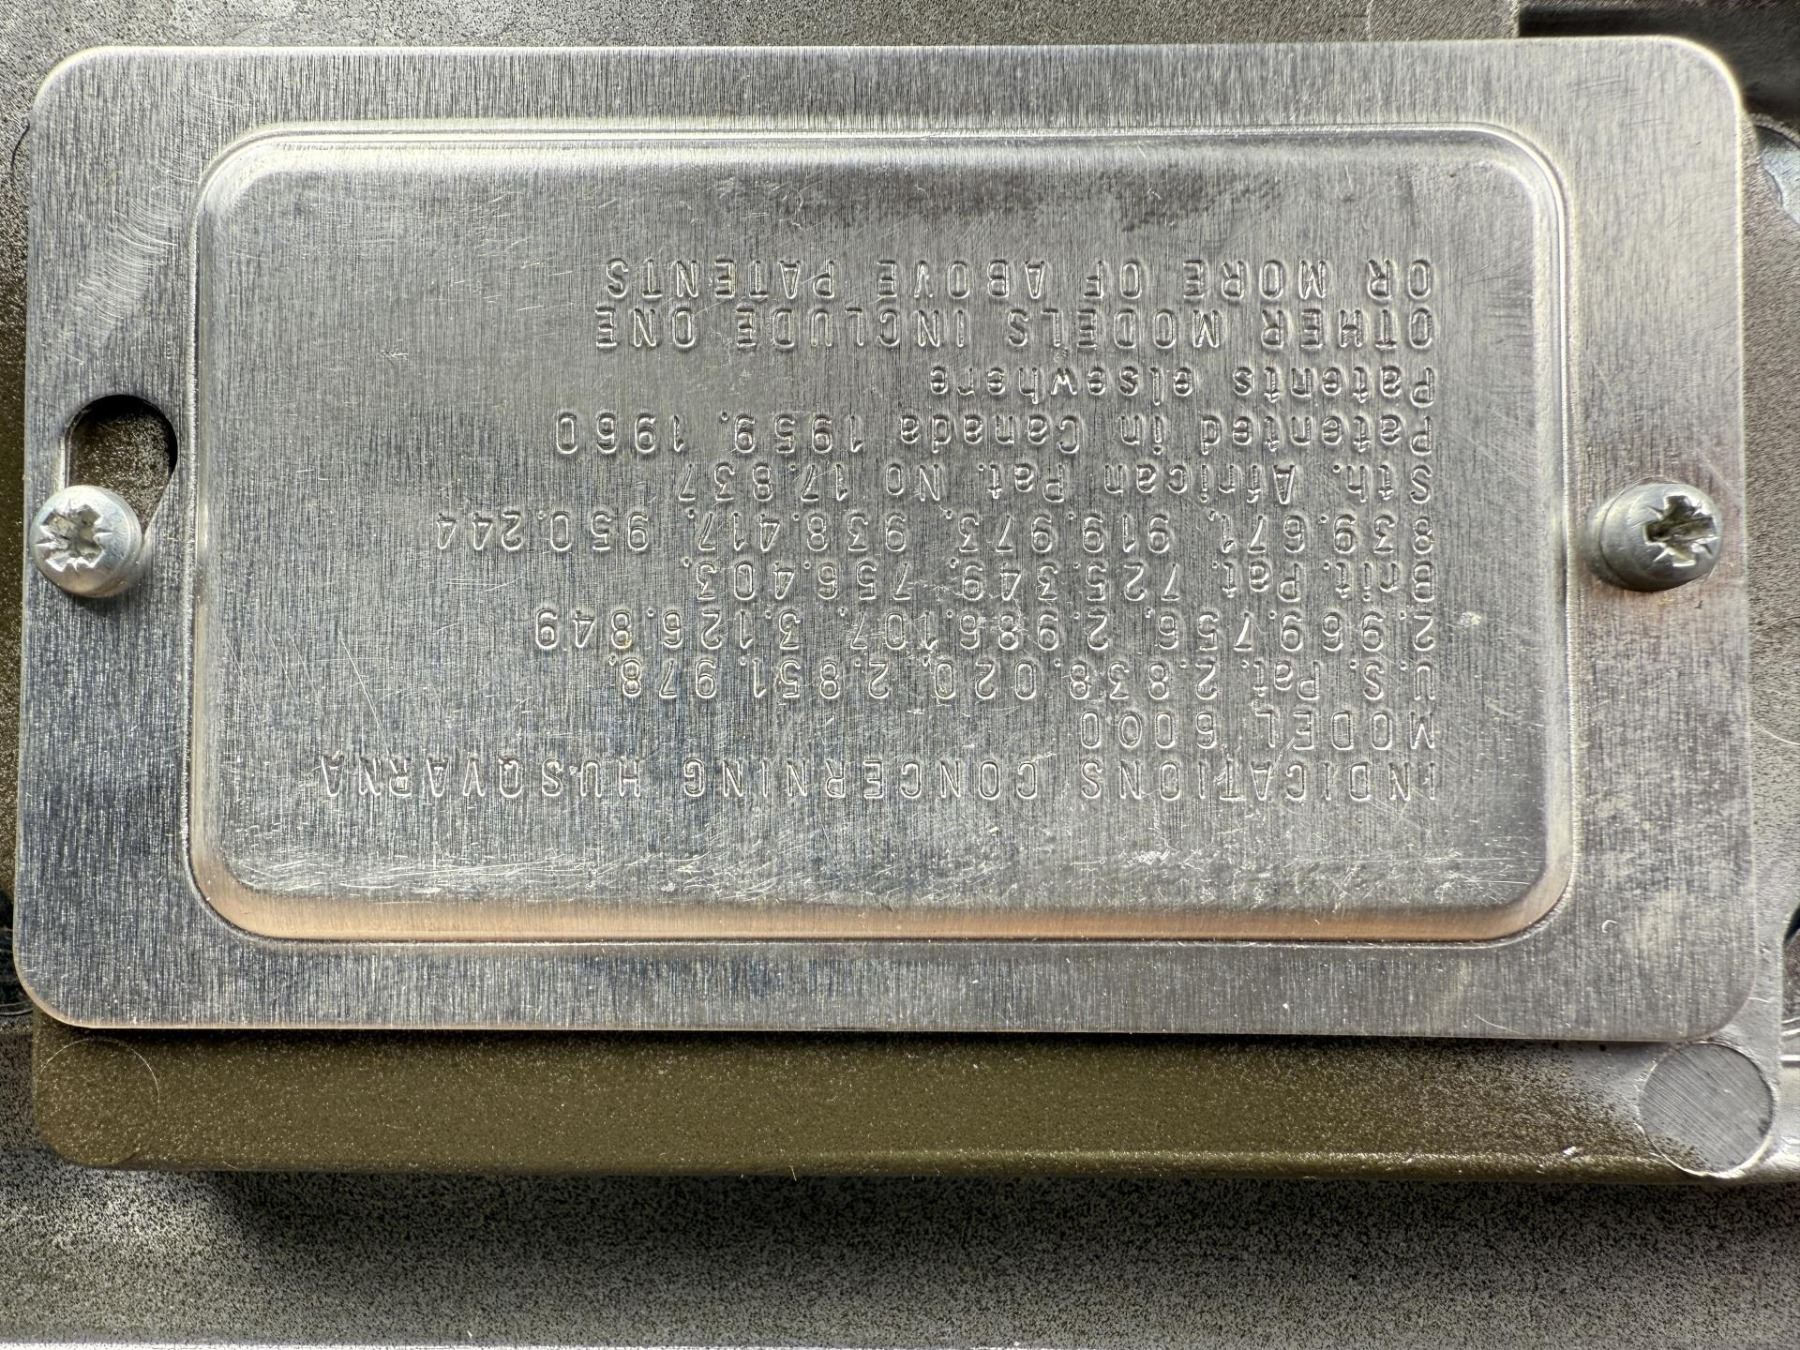 INDICATIONS CONCERNING HUSQVARNA
MODEL 6000
U.S. Pat. 2.838.020, 2.851.978,
2.969.756, 2.986.107, 3.126.849
Brit. Pat. 725.349, 756.403,
839.671, 919.973, 938.417, 950.244
Sth. African Pat. No 17.837
Patented in Canada 1959, 1960
Patents elsewhere
OTHER MODELS INCLUDE ONE
OR MORE OF ABOVE PATENTS